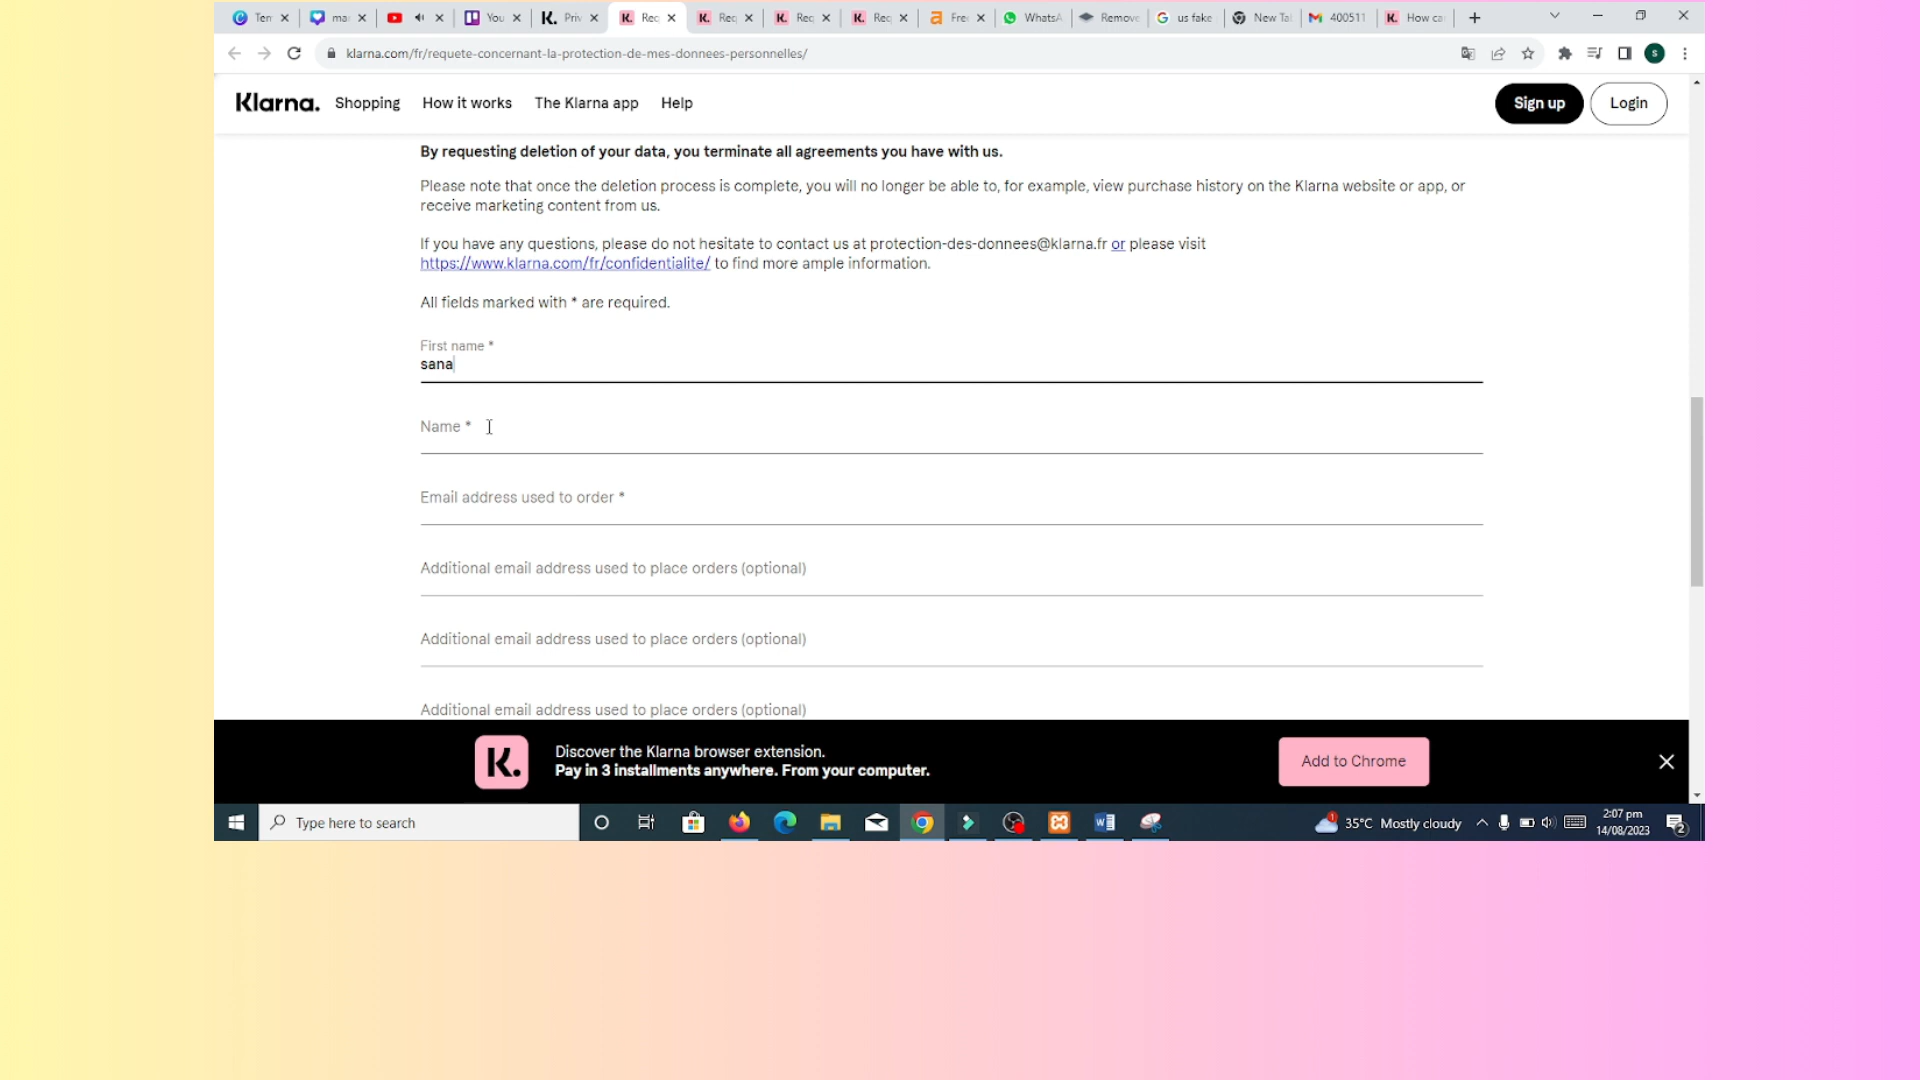 Ten
ma
You
Priv
Rec
Rec
Rec
Rec
Fre
WhatsA
Remove
us fake
New Tal
400511
How ca
klarna.com/fr/requete-concernant-la-protection-de-mes-donnees-personnelles/
s
Klarna. Shopping How it works The Klarna app Help Sign up Login
By requesting deletion of your data, you terminate all agreements you have with us.
Please note that once the deletion process is complete, you will no longer be able to, for example, view purchase history on the Klarna website or app, or
receive marketing content from us.
If you have any questions, please do not hesitate to contact us at protection-des-donnees@klarna.fr or please visit
https://www.klarna.com/fr/confidentialite/ to find more ample information.
All fields marked with * are required.
First name *
sana
Name *
Email address used to order *
Additional email address used to place orders (optional)
Additional email address used to place orders (optional)
Additional email address used to place orders (optional)
K.
Discover the Klarna browser extension.
Pay in 3 installments anywhere. From your computer.
Add to Chrome
Type here to search
35°C Mostly cloudy
2:07 pm
14/08/2023
2